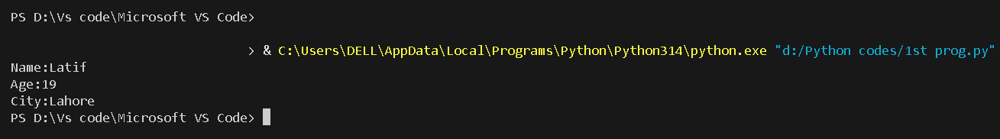 PS D:\Vs code\Microsoft VS Code>
> & C:\Users\DELL\AppData\Local\Programs\Python\Python314\python.exe "d:/Python codes/1st prog.py"
Name:Latif
Age:19
City:Lahore
PS D:\Vs code\Microsoft VS Code>